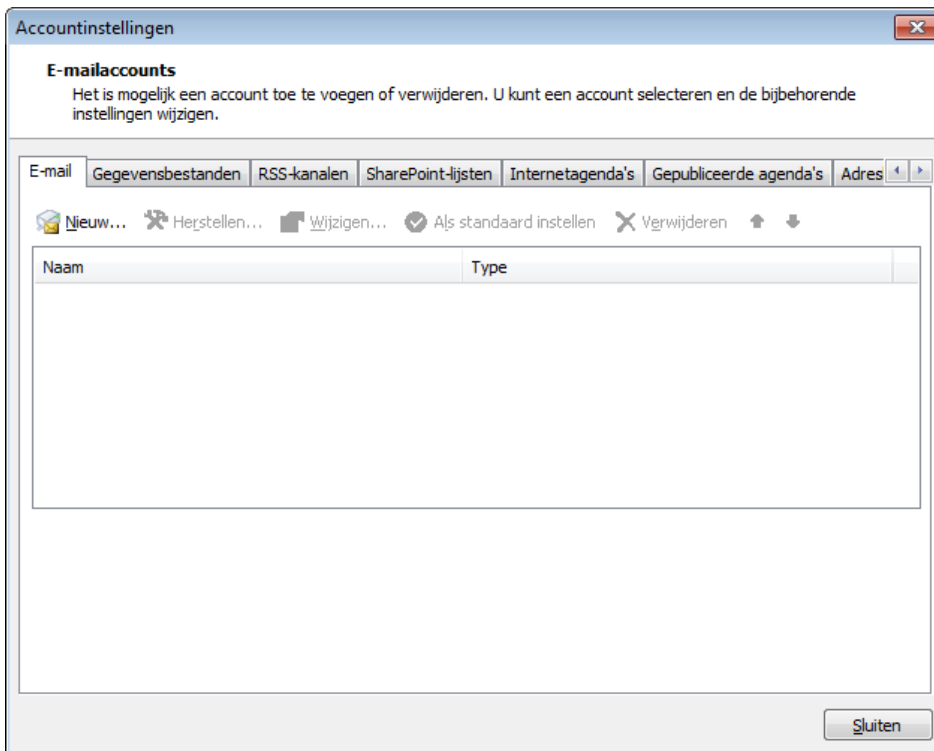 Accountinstellingen
E-mailaccounts
Het is mogelijk een account toe te voegen of verwijderen. U kunt een account selecteren en de bijbehorende
instellingen wijzigen.
E-mail Gegevensbestanden RSS-kanalen SharePoint-lijsten Internetagenda's Gepubliceerde agenda's Adres
Nieuw... Herstellen... Wijzigen... Als standaard instellen Verwijderen
Naam Type
Sluiten